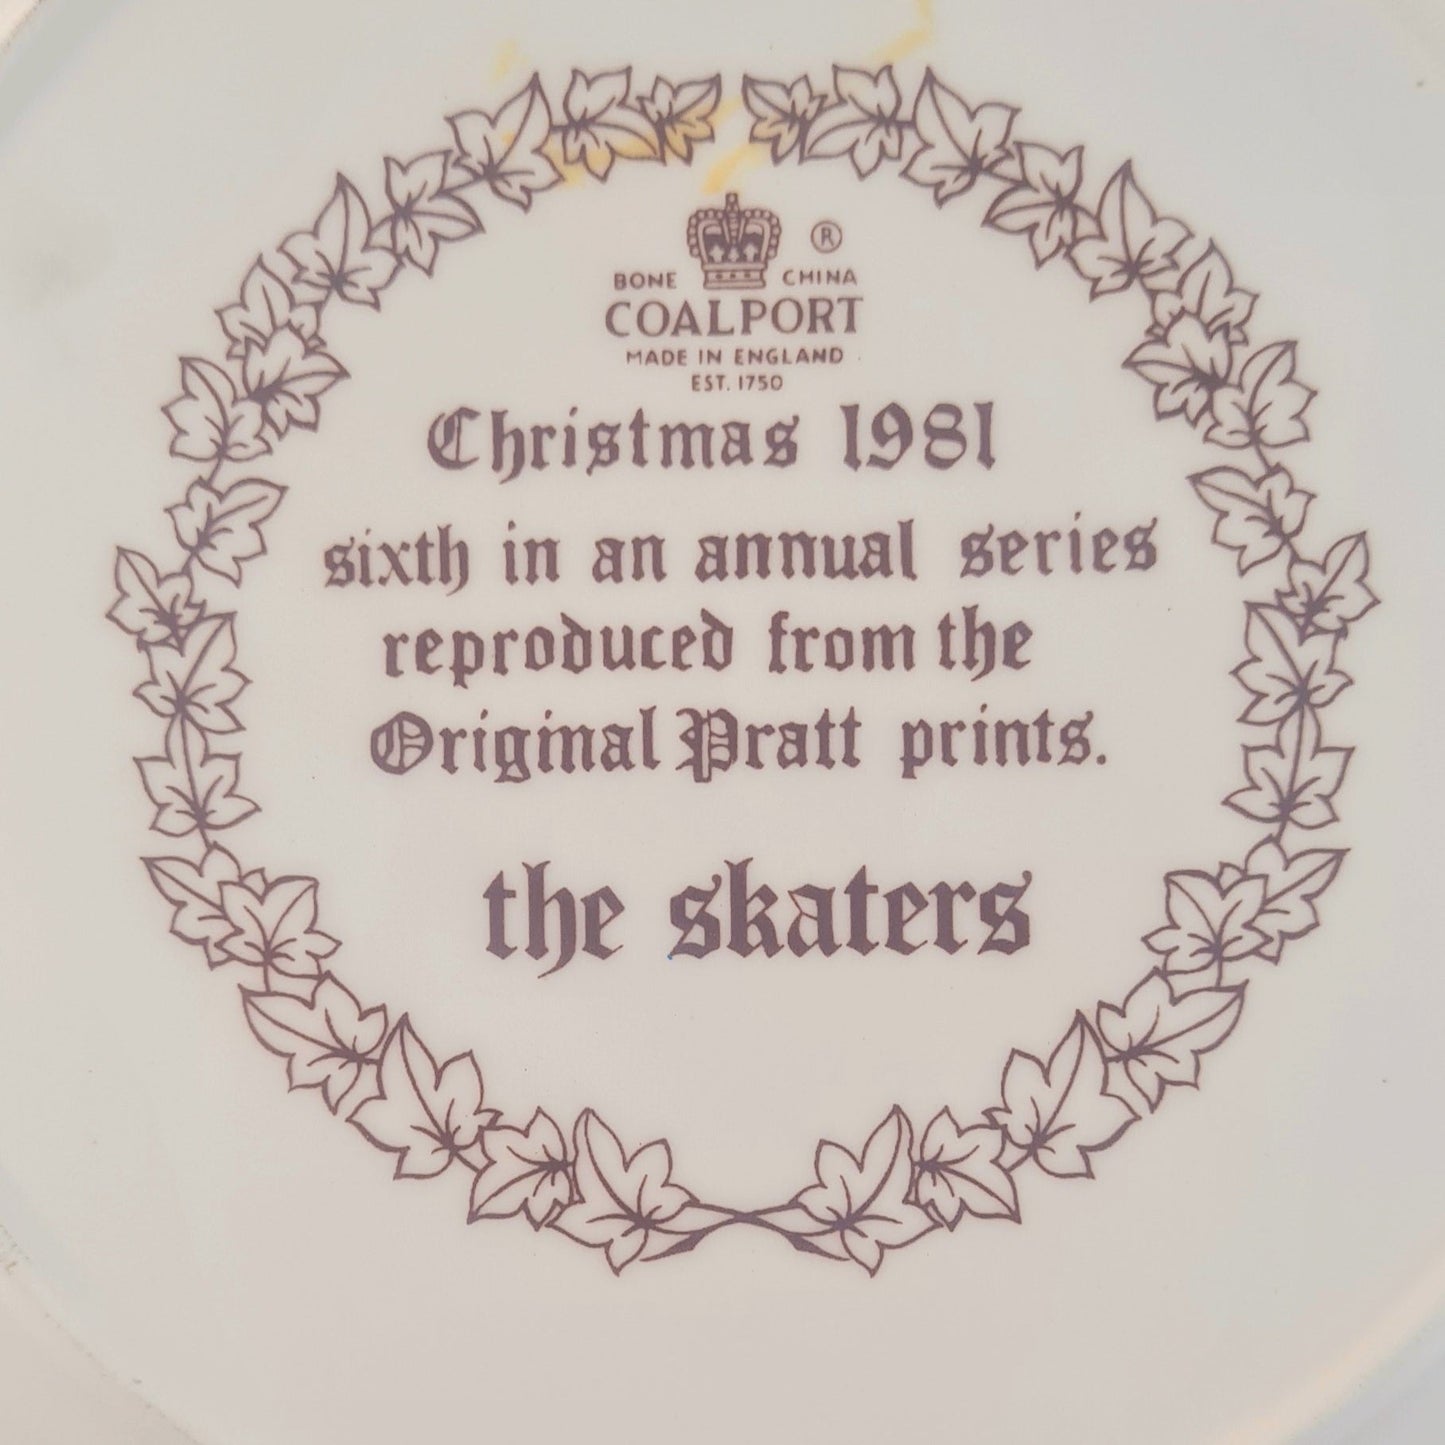 ®
BONE CHINA
COALPORT
MADE IN ENGLAND
EST. 1750
Christmas 1981
sixth in an annual series
reproduced from the
Original Pratt prints.
the skaters